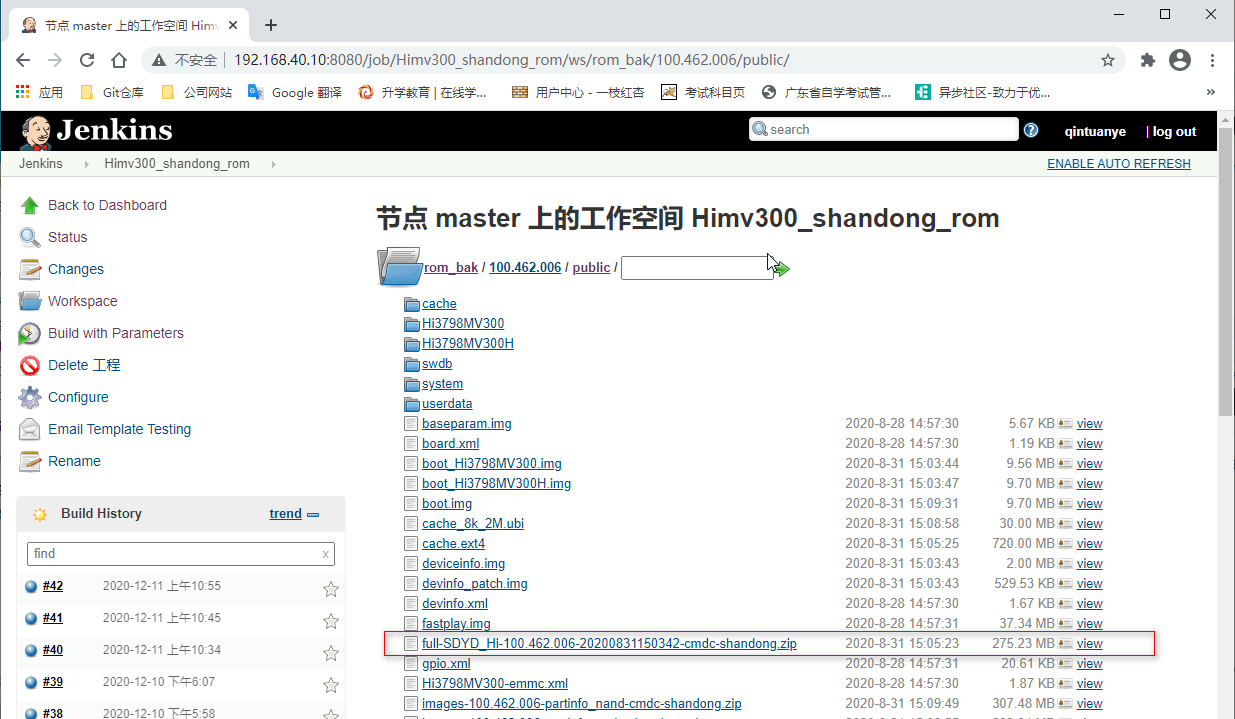 节点 master 上的工作空间 Himv
不安全 192.168.40.10:8080/job/Himv300_shandong_rom/ws/rom_bak/100.462.006/public/
应用 Git仓库 公司网站 Google 翻译 升学教育 | 在线学... 用户中心 - 一枝红杏 考试科目页 广东省自学考试管... 异步社区-致力于优... »
Jenkins search qintuanye | log out
Jenkins Himv300_shandong_rom ENABLE AUTO REFRESH
Back to Dashboard
Status
Changes
Workspace
Build with Parameters
Delete 工程
Configure
Email Template Testing
Rename
Build History trend
find x
#42 2020-12-11 上午10:55
#41 2020-12-11 上午10:45
#40 2020-12-11 上午10:34
#39 2020-12-10 下午6:07
#38 2020-12-10 下午5:58
节点 master 上的工作空间 Himv300_shandong_rom
rom_bak / 100.462.006 / public /
cache
Hi3798MV300
Hi3798MV300H
swdb
system
userdata
baseparam.img 2020-8-28 14:57:30 5.67 KB view
board.xml 2020-8-28 14:57:30 1.19 KB view
boot_Hi3798MV300.img 2020-8-31 15:03:44 9.56 MB view
boot_Hi3798MV300H.img 2020-8-31 15:03:47 9.70 MB view
boot.img 2020-8-31 15:09:31 9.70 MB view
cache_8k_2M.ubi 2020-8-31 15:08:58 30.00 MB view
cache.ext4 2020-8-31 15:05:25 720.00 MB view
deviceinfo.img 2020-8-31 15:03:43 2.00 MB view
devinfo_patch.img 2020-8-31 15:03:43 529.53 KB view
devinfo.xml 2020-8-28 14:57:30 1.67 KB view
fastplay.img 2020-8-28 14:57:31 37.34 MB view
full-SDYD_Hi-100.462.006-20200831150342-cmdc-shandong.zip 2020-8-31 15:05:23 275.23 MB view
gpio.xml 2020-8-28 14:57:31 20.61 KB view
Hi3798MV300-emmc.xml 2020-8-28 14:57:30 1.87 KB view
images-100.462.006-partinfo_nand-cmdc-shandong.zip 2020-8-31 15:09:49 307.48 MB view